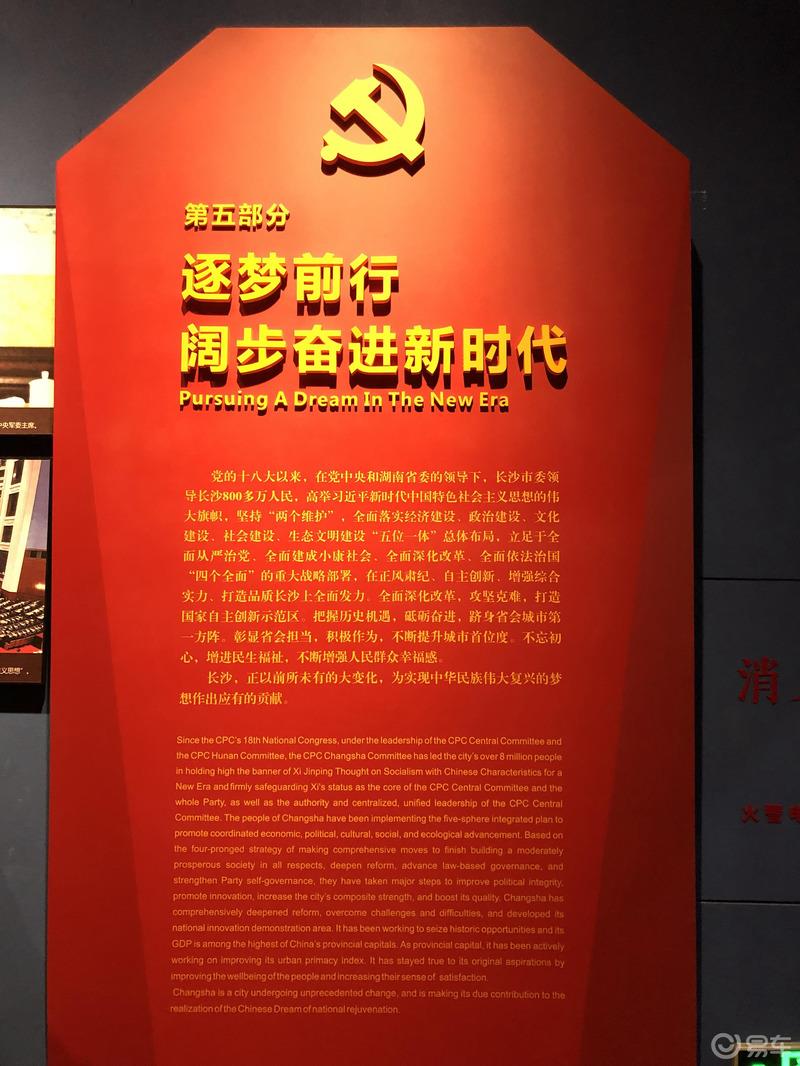 第五部分
逐梦前行
阔步奋进新时代
Pursuing A Dream In The New Era
党的十八大以来，在党中央和湖南省委的领导下，长沙市委领
导长沙800多万人民，高举习近平新时代中国特色社会主义思想的伟
大旗帜，坚持“两个维护”，全面落实经济建设、政治建设、文化
建设、社会建设、生态文明建设“五位一体”总体布局，立足于全
面从严治党、全面建成小康社会、全面深化改革、全面依法治国
“四个全面”的重大战略部署，在正风肃纪、自主创新、增强综合
实力、打造品质长沙上全面发力。全面深化改革，攻坚克难，打造
国家自主创新示范区。把握历史机遇，砥砺奋进，跻身省会城市第
一方阵。彰显省会担当，积极作为，不断提升城市首位度。不忘初
心，增进民生福祉，不断增强人民群众幸福感。
长沙，正以前所未有的大变化，为实现中华民族伟大复兴的梦
想作出应有的贡献。
Since the CPC's 18th National Congress, under the leadership of the CPC Central Committee and
the CPC Hunan Committee, the CPC Changsha Committee has led the city's over 8 million people
in holding high the banner of Xi Jinping Thought on Socialism with Chinese Characteristics for a
New Era and firmly safeguarding Xi's status as the core of the CPC Central Committee and the
whole Party, as well as the authority and centralized, unified leadership of the CPC Central
Committee. The people of Changsha have been implementing the five-sphere integrated plan to
promote coordinated economic, political, cultural, social, and ecological advancement. Based on
the four-pronged strategy of making comprehensive moves to finish building a moderately
prosperous society in all respects, deepen reform, advance law-based governance, and
strengthen Party self-governance, they have taken major steps to improve political integrity,
promote innovation, increase the city's composite strength, and boost its quality. Changsha has
comprehensively deepened reform, overcome challenges and difficulties, and developed its
national innovation demonstration area. It has been working to seize historic opportunities and its
GDP is among the highest of China's provincial capitals. As provincial capital, it has been actively
working on improving its urban primacy index. It has stayed true to its original aspirations by
improving the wellbeing of the people and increasing their sense of satisfaction.
Changsha is a city undergoing unprecedented change, and is making its due contribution to the
realization of the Chinese Dream of national rejuvenation.
中央军委主席。
义思想”，
消
火警电
易车